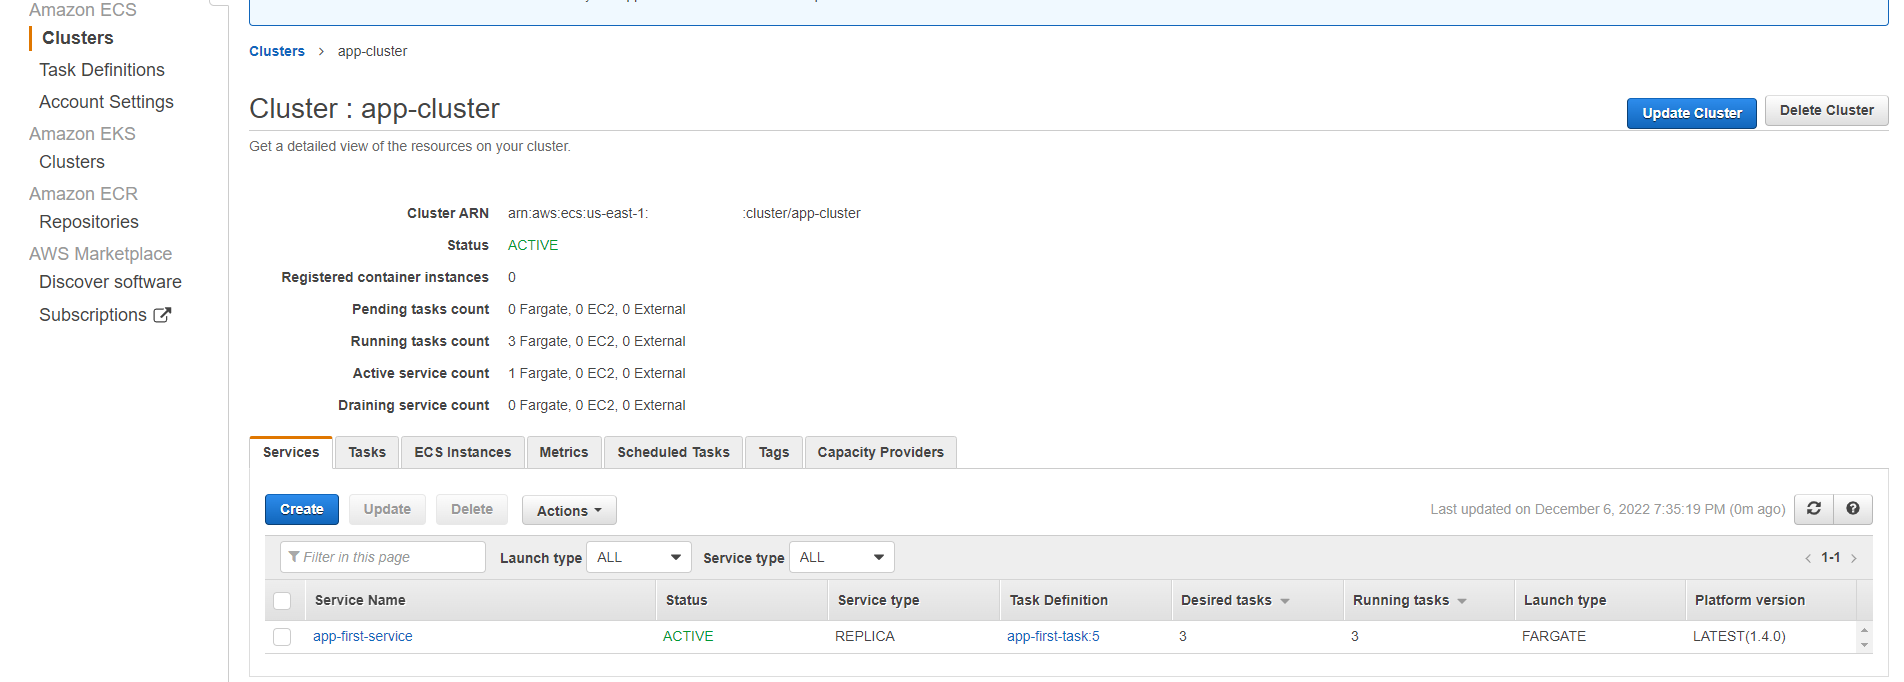 Amazon ECS
Clusters
Task Definitions
Account Settings
Amazon EKS
Clusters
Amazon ECR
Repositories
AWS Marketplace
Discover software
Subscriptions
Clusters > app-cluster
Cluster : app-cluster
Update Cluster Delete Cluster
Get a detailed view of the resources on your cluster.
Cluster ARN arn:aws:ecs:us-east-1: :cluster/app-cluster
Status ACTIVE
Registered container instances 0
Pending tasks count 0 Fargate, 0 EC2, 0 External
Running tasks count 3 Fargate, 0 EC2, 0 External
Active service count 1 Fargate, 0 EC2, 0 External
Draining service count 0 Fargate, 0 EC2, 0 External
Services Tasks ECS Instances Metrics Scheduled Tasks Tags Capacity Providers
Create Update Delete Actions Last updated on December 6, 2022 7:35:19 PM (0m ago)
Filter in this page Launch type ALL Service type ALL < 1-1 >
Service Name Status Service type Task Definition Desired tasks Running tasks Launch type Platform version
app-first-service ACTIVE REPLICA app-first-task:5 3 3 FARGATE LATEST(1.4.0)